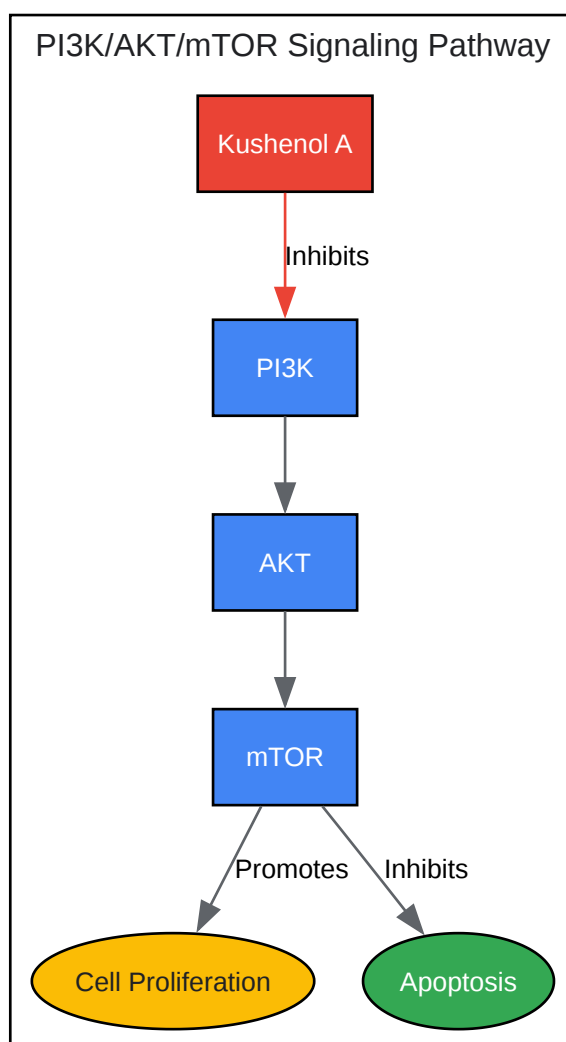 PI3K/AKT/mTOR Signaling Pathway
Kushenol A
Inhibits
PI3K
AKT
mTOR
Promotes
Inhibits
Cell Proliferation
Apoptosis